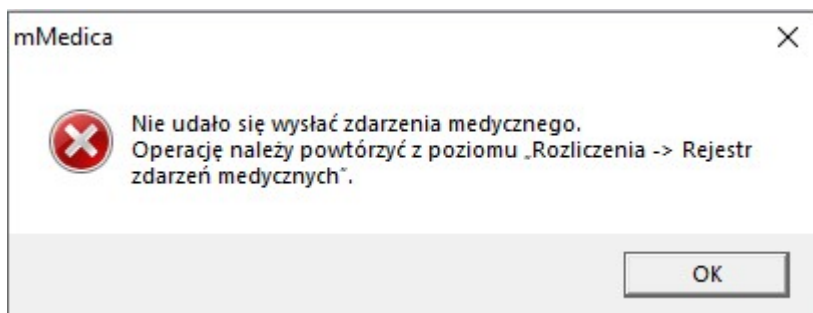 mMedica
Nie udało się wysłać zdarzenia medycznego.
Operację należy powtórzyć z poziomu „Rozliczenia -> Rejestr
zdarzeń medycznych”.
OK